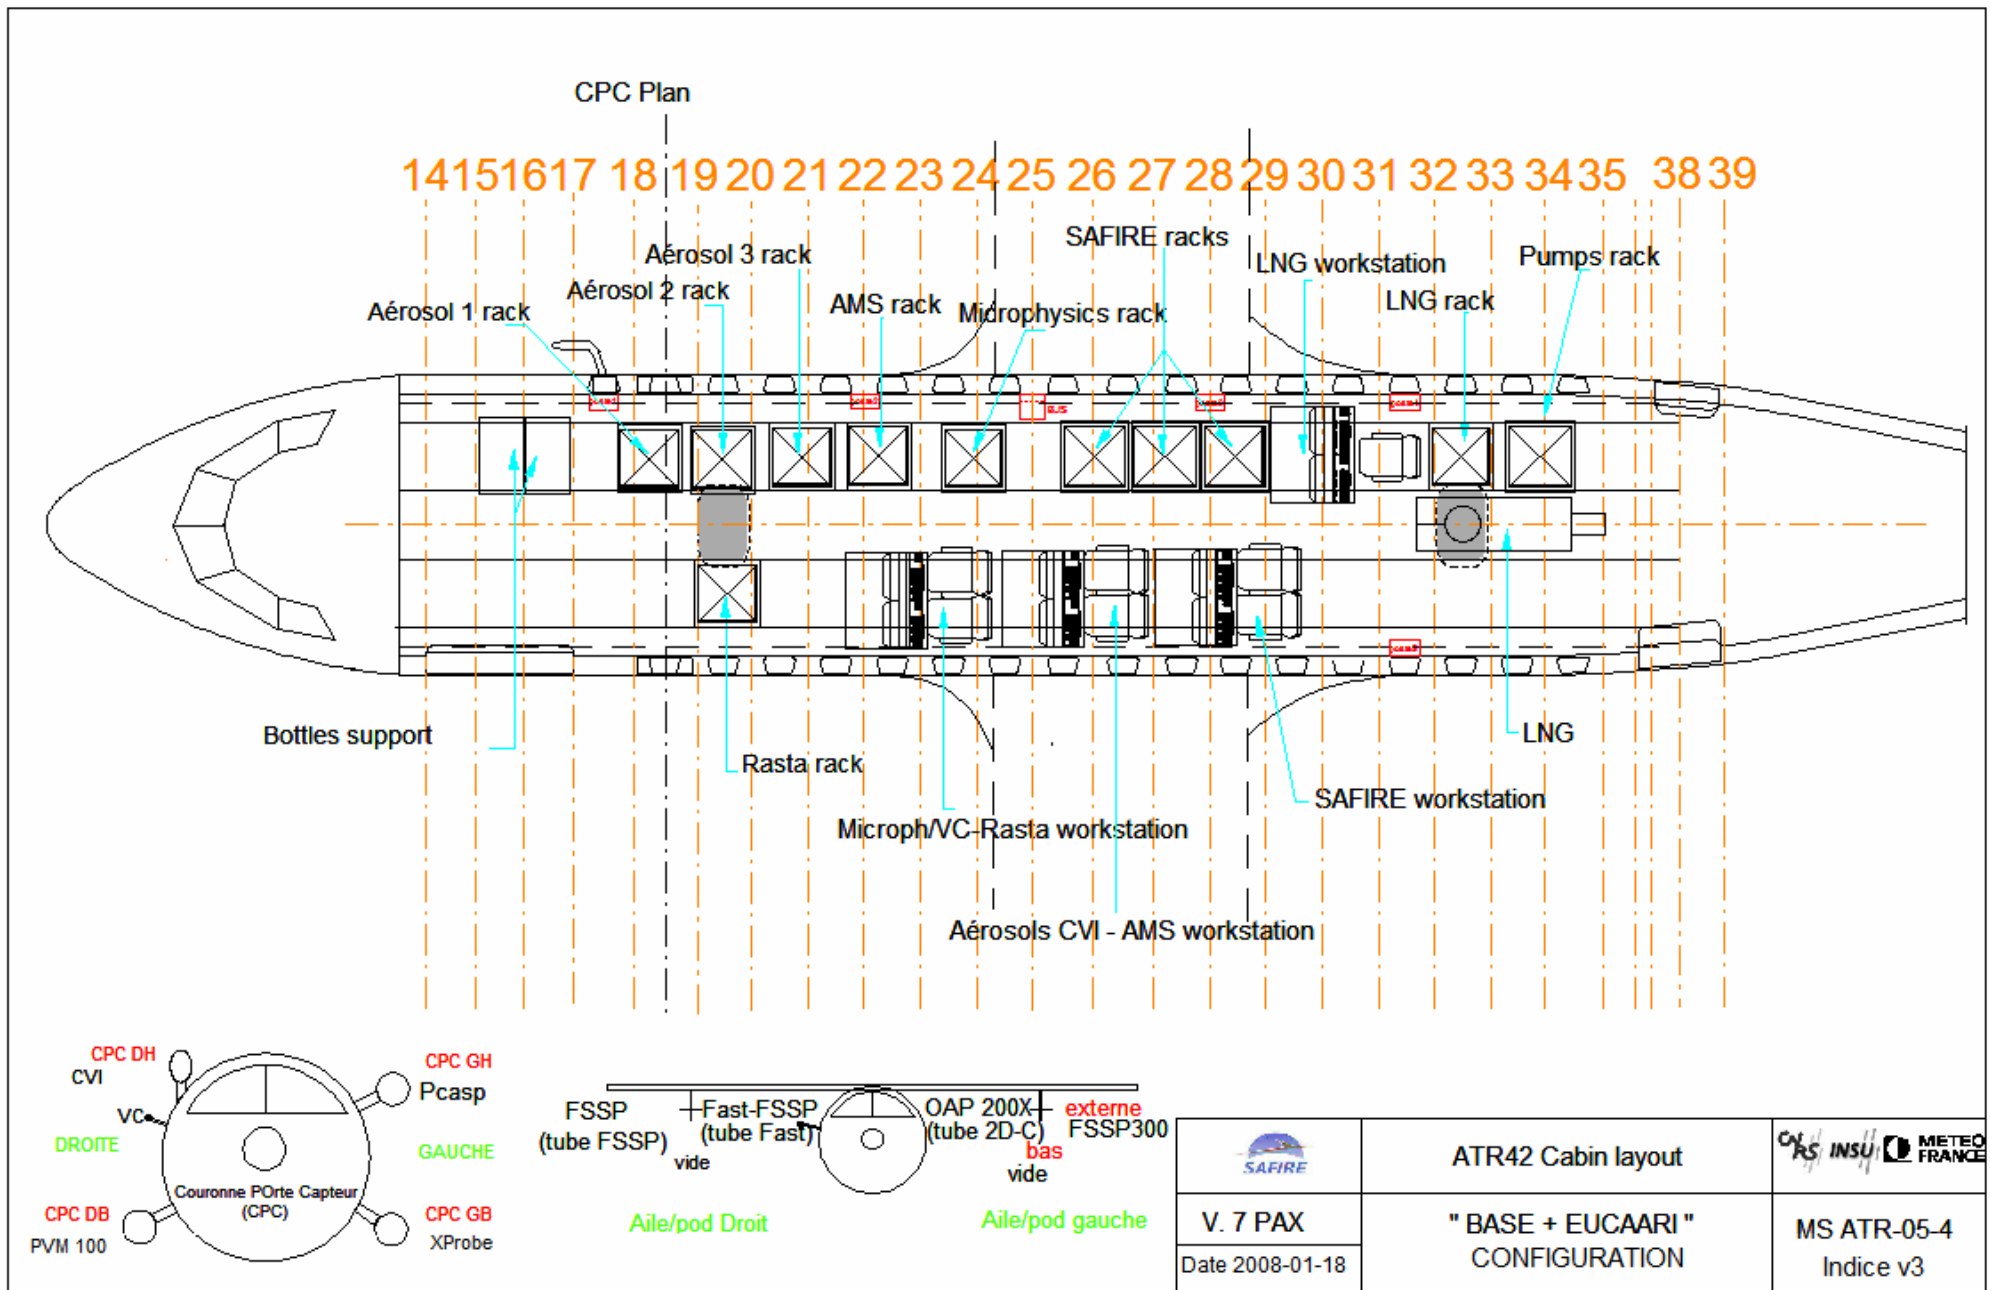 CPC Plan
14 15 16 17 18 19 20 21 22 23 24 25 26 27 28 29 30 31 32 33 34 35 38 39
SAFIRE racks
Aérosol 3 rack
LNG workstation
Pumps rack
Aérosol 2 rack
AMS rack
LNG rack
Aérosol 1 rack
Microphysics rack
BUS
Bottles support
LNG
Rasta rack
SAFIRE workstation
Microph/VC-Rasta workstation
Aérosols CVI - AMS workstation
CPC DH
CVI
VC
DROITE
CPC DB
PVM 100
CPC GH
Pcasp
GAUCHE
CPC GB
XProbe
Couronne POrte Capteur
(CPC)
FSSP
(tube FSSP)
vide
Fast-FSSP
(tube Fast)
OAP 200X
(tube 2D-C)
externe
FSSP300
bas
vide
Aile/pod Droit
Aile/pod gauche
SAFIRE
ATR42 Cabin layout
CNRS INSU METEO
FRANCE
V. 7 PAX
Date 2008-01-18
" BASE + EUCAARI "
CONFIGURATION
MS ATR-05-4
Indice v3